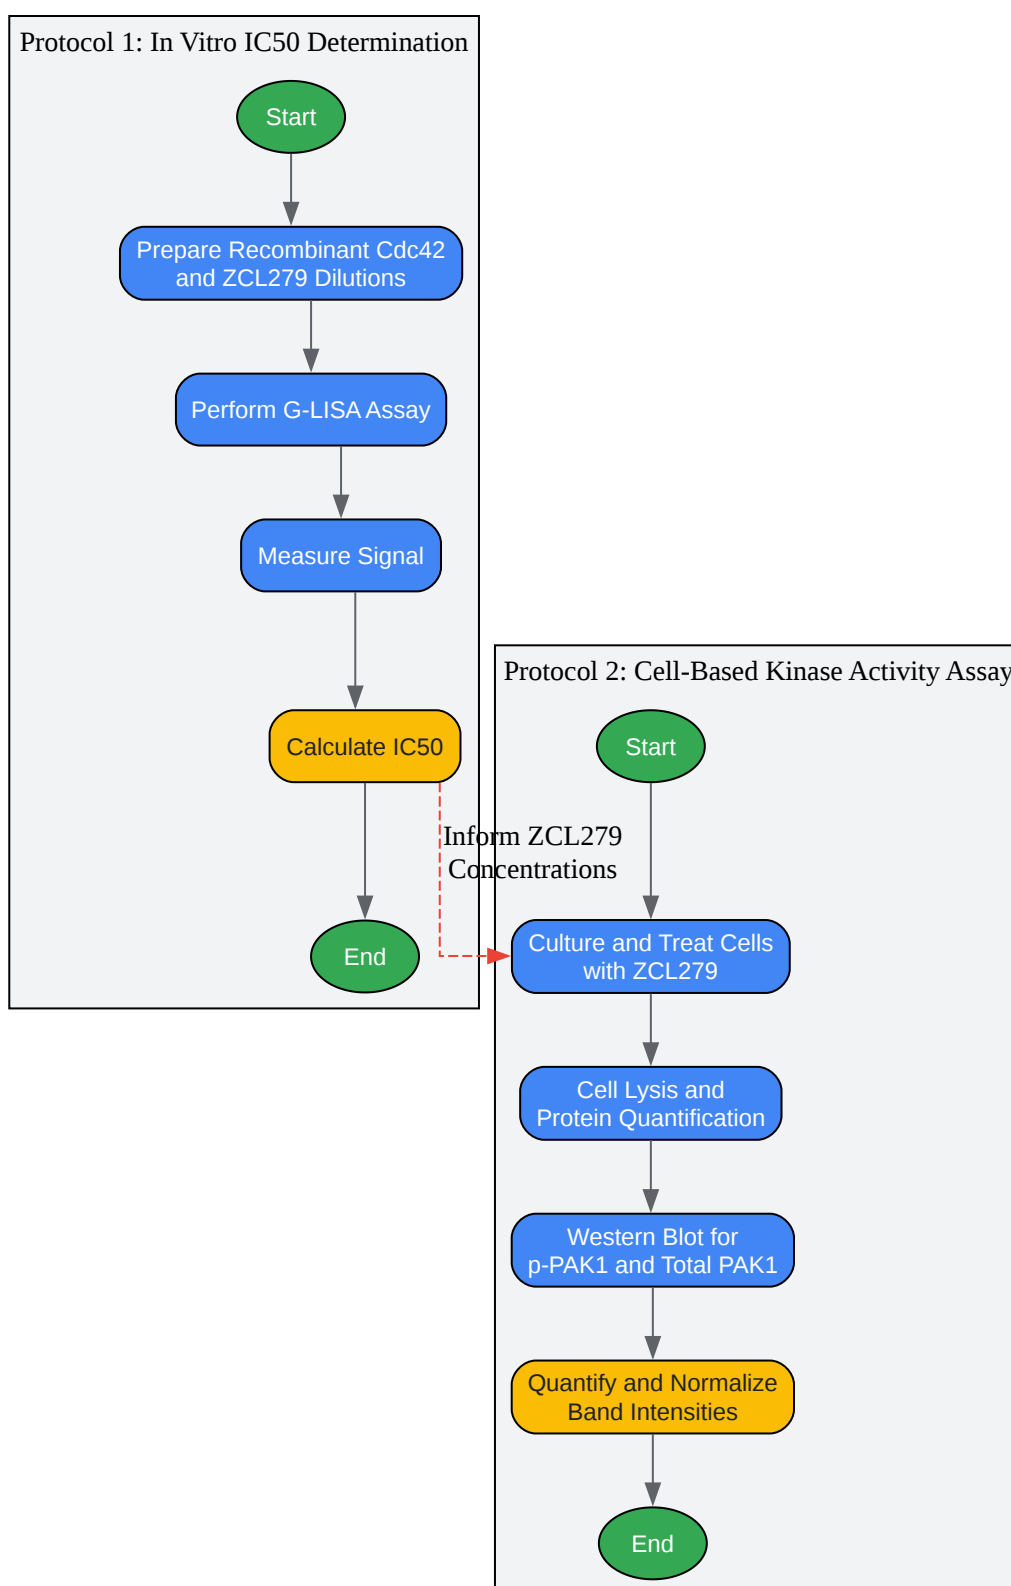 Protocol 1: In Vitro IC50 Determination
Start
Prepare Recombinant Cdc42
and ZCL279 Dilutions
Perform G-LISA Assay
Measure Signal
Calculate IC50
End
Inform ZCL279
Concentrations
Protocol 2: Cell-Based Kinase Activity Assay
Start
Culture and Treat Cells
with ZCL279
Cell Lysis and
Protein Quantification
Western Blot for
p-PAK1 and Total PAK1
Quantify and Normalize
Band Intensities
End